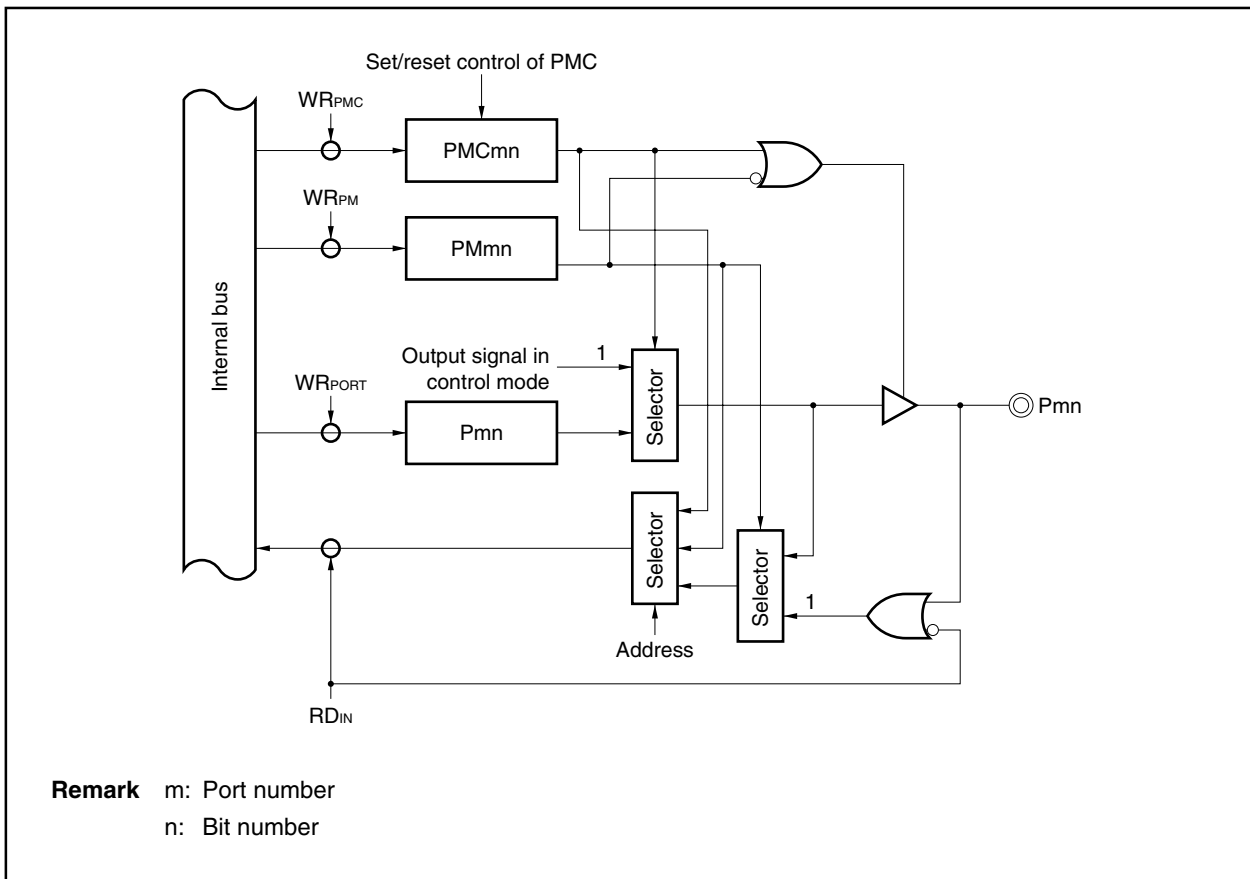 Set/reset control of PMC
WRPMC
PMCmn
WRPM
PMmn
Internal bus
Output signal in
control mode
1
Selector
WRPORT
Pmn
Pmn
Selector
Selector
1
Address
RDIN
Remark m: Port number
n: Bit number